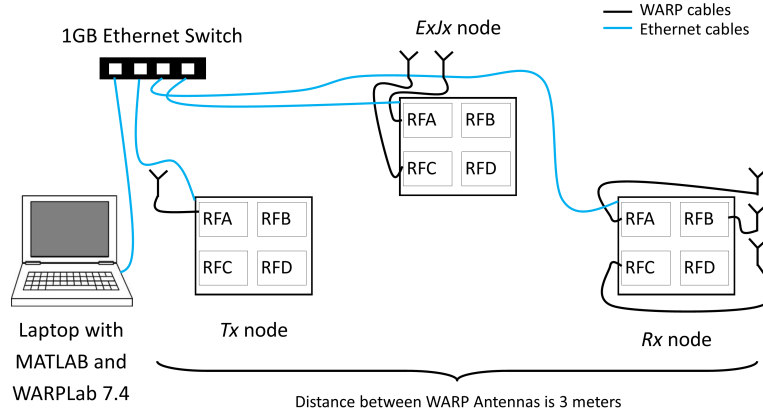 WARP cables
Ethernet cables
1GB Ethernet Switch
ExJx node
RFA RFB
RFC RFD
RFA RFB
RFC RFD
RFA RFB
RFC RFD
Laptop with
MATLAB and
WARPLab 7.4
Tx node
Rx node
Distance between WARP Antennas is 3 meters